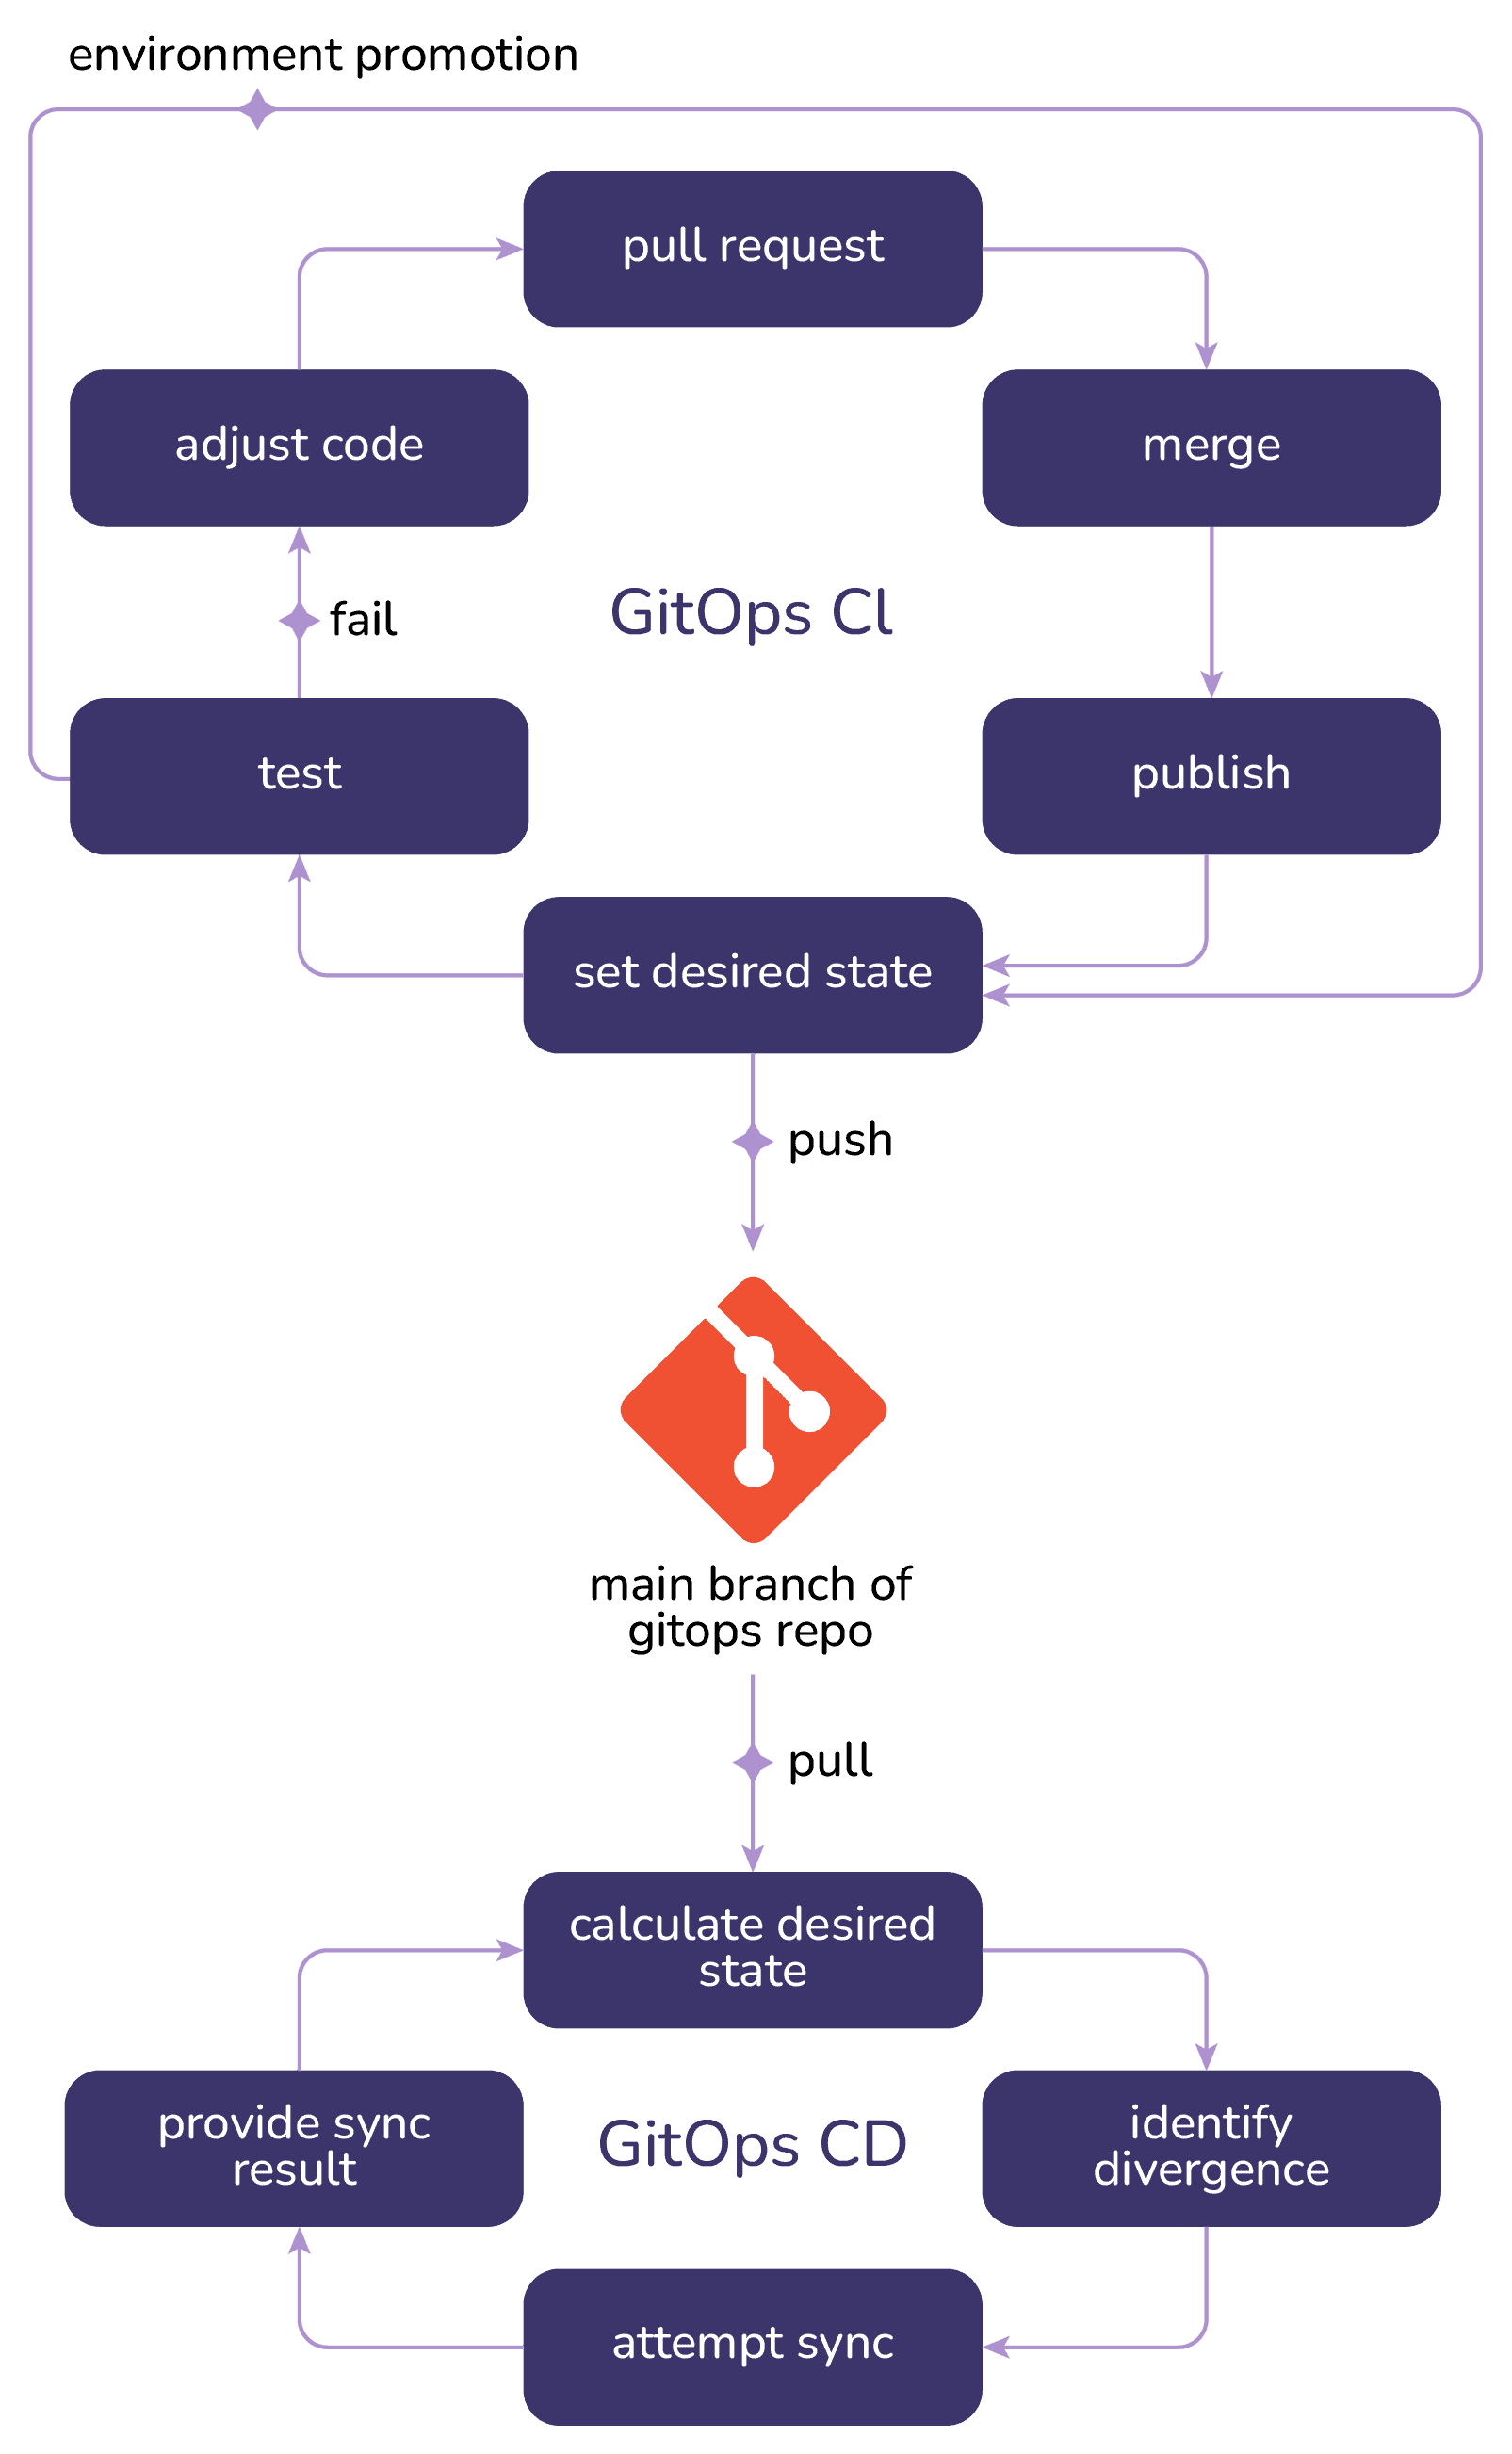 environment promotion
pull request
adjust code
merge
fail
GitOps CI
test
publish
set desired state
push
main branch of
gitops repo
pull
calculate desired
state
provide sync
result
GitOps CD
identify
divergence
attempt sync